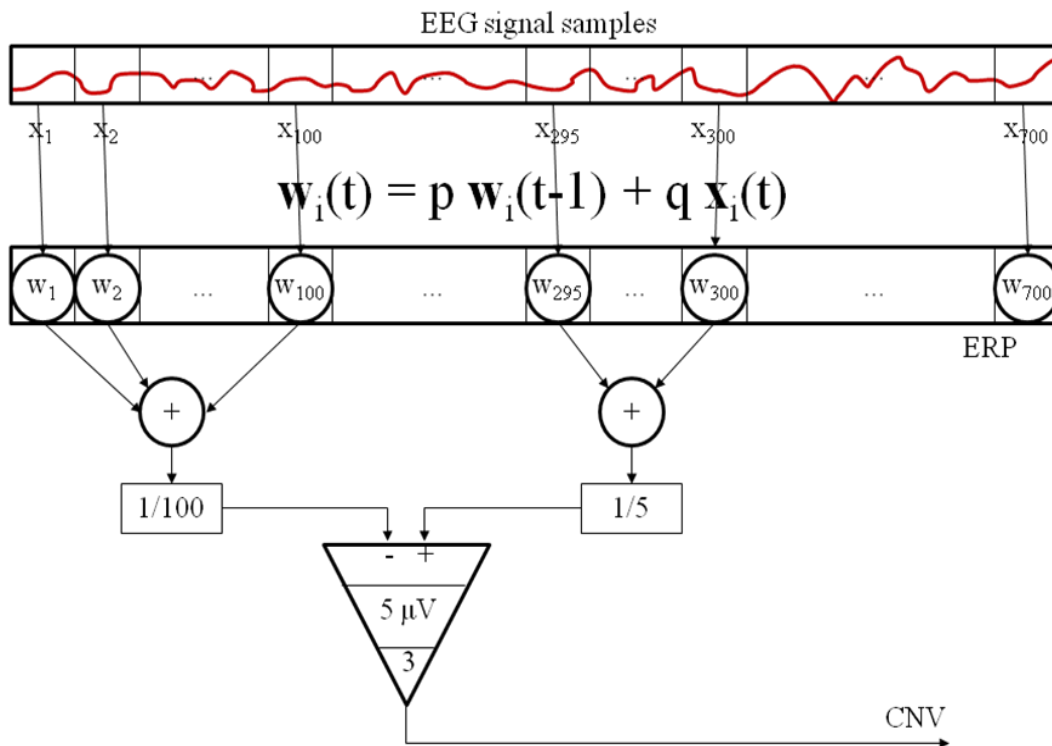 EEG signal samples
... ... ... ...
x₁ x₂ x₁₀₀ x₂₉₅ x₃₀₀ x₇₀₀
wᵢ(t) = p wᵢ(t-1) + q xᵢ(t)
w₁ w₂ ... w₁₀₀ ... w₂₉₅ ... w₃₀₀ ... w₇₀₀
ERP
+ +
1/100 1/5
- +
5 μV
3
CNV